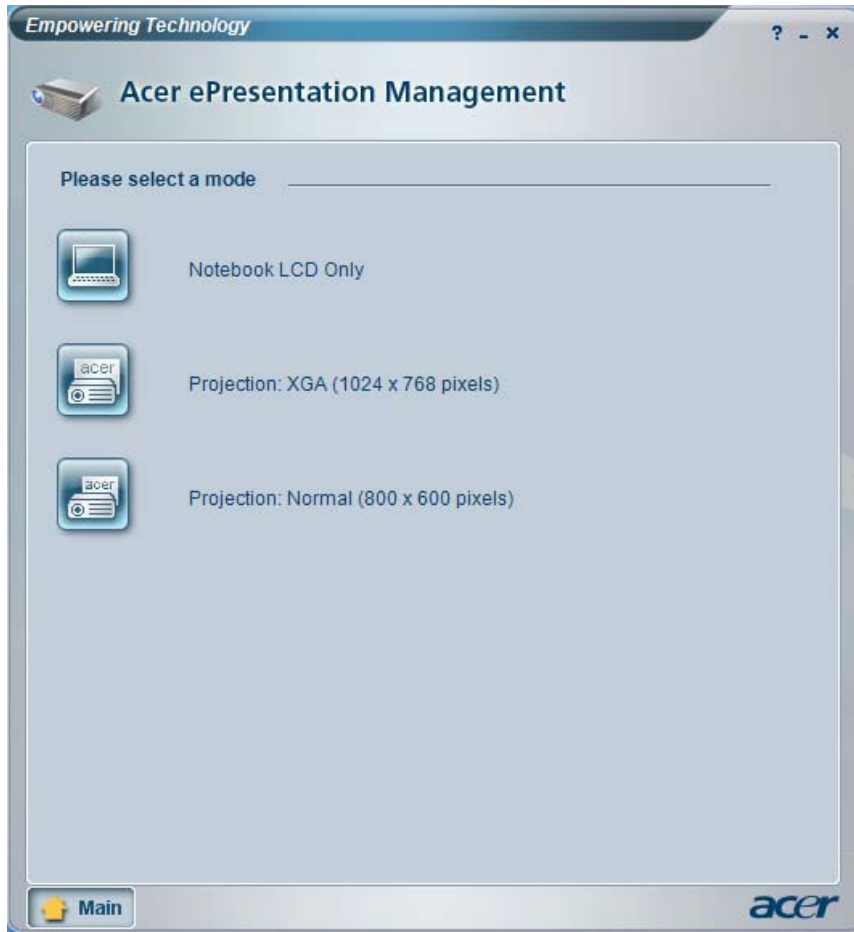 Empowering Technology
? - ×
Acer ePresentation Management
Please select a mode
Notebook LCD Only
acer
Projection: XGA (1024 x 768 pixels)
acer
Projection: Normal (800 x 600 pixels)
Main
acer